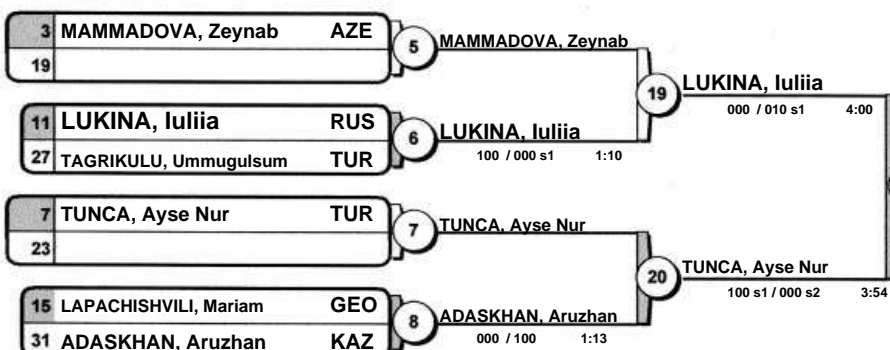 3 MAMMADOVA, Zeynab AZE
19
5
MAMMADOVA, Zeynab
11 LUKINA, Iuliia RUS
27 TAGRIKULU, Ummugulsum TUR
6
LUKINA, Iuliia
100 / 000 s1 1:10
19
LUKINA, Iuliia
000 / 010 s1 4:00
7 TUNCA, Ayse Nur TUR
23
7
TUNCA, Ayse Nur
15 LAPACHISHVILI, Mariam GEO
31 ADASKHAN, Aruzhan KAZ
8
ADASKHAN, Aruzhan
000 / 100 1:13
20
TUNCA, Ayse Nur
100 s1 / 000 s2 3:54